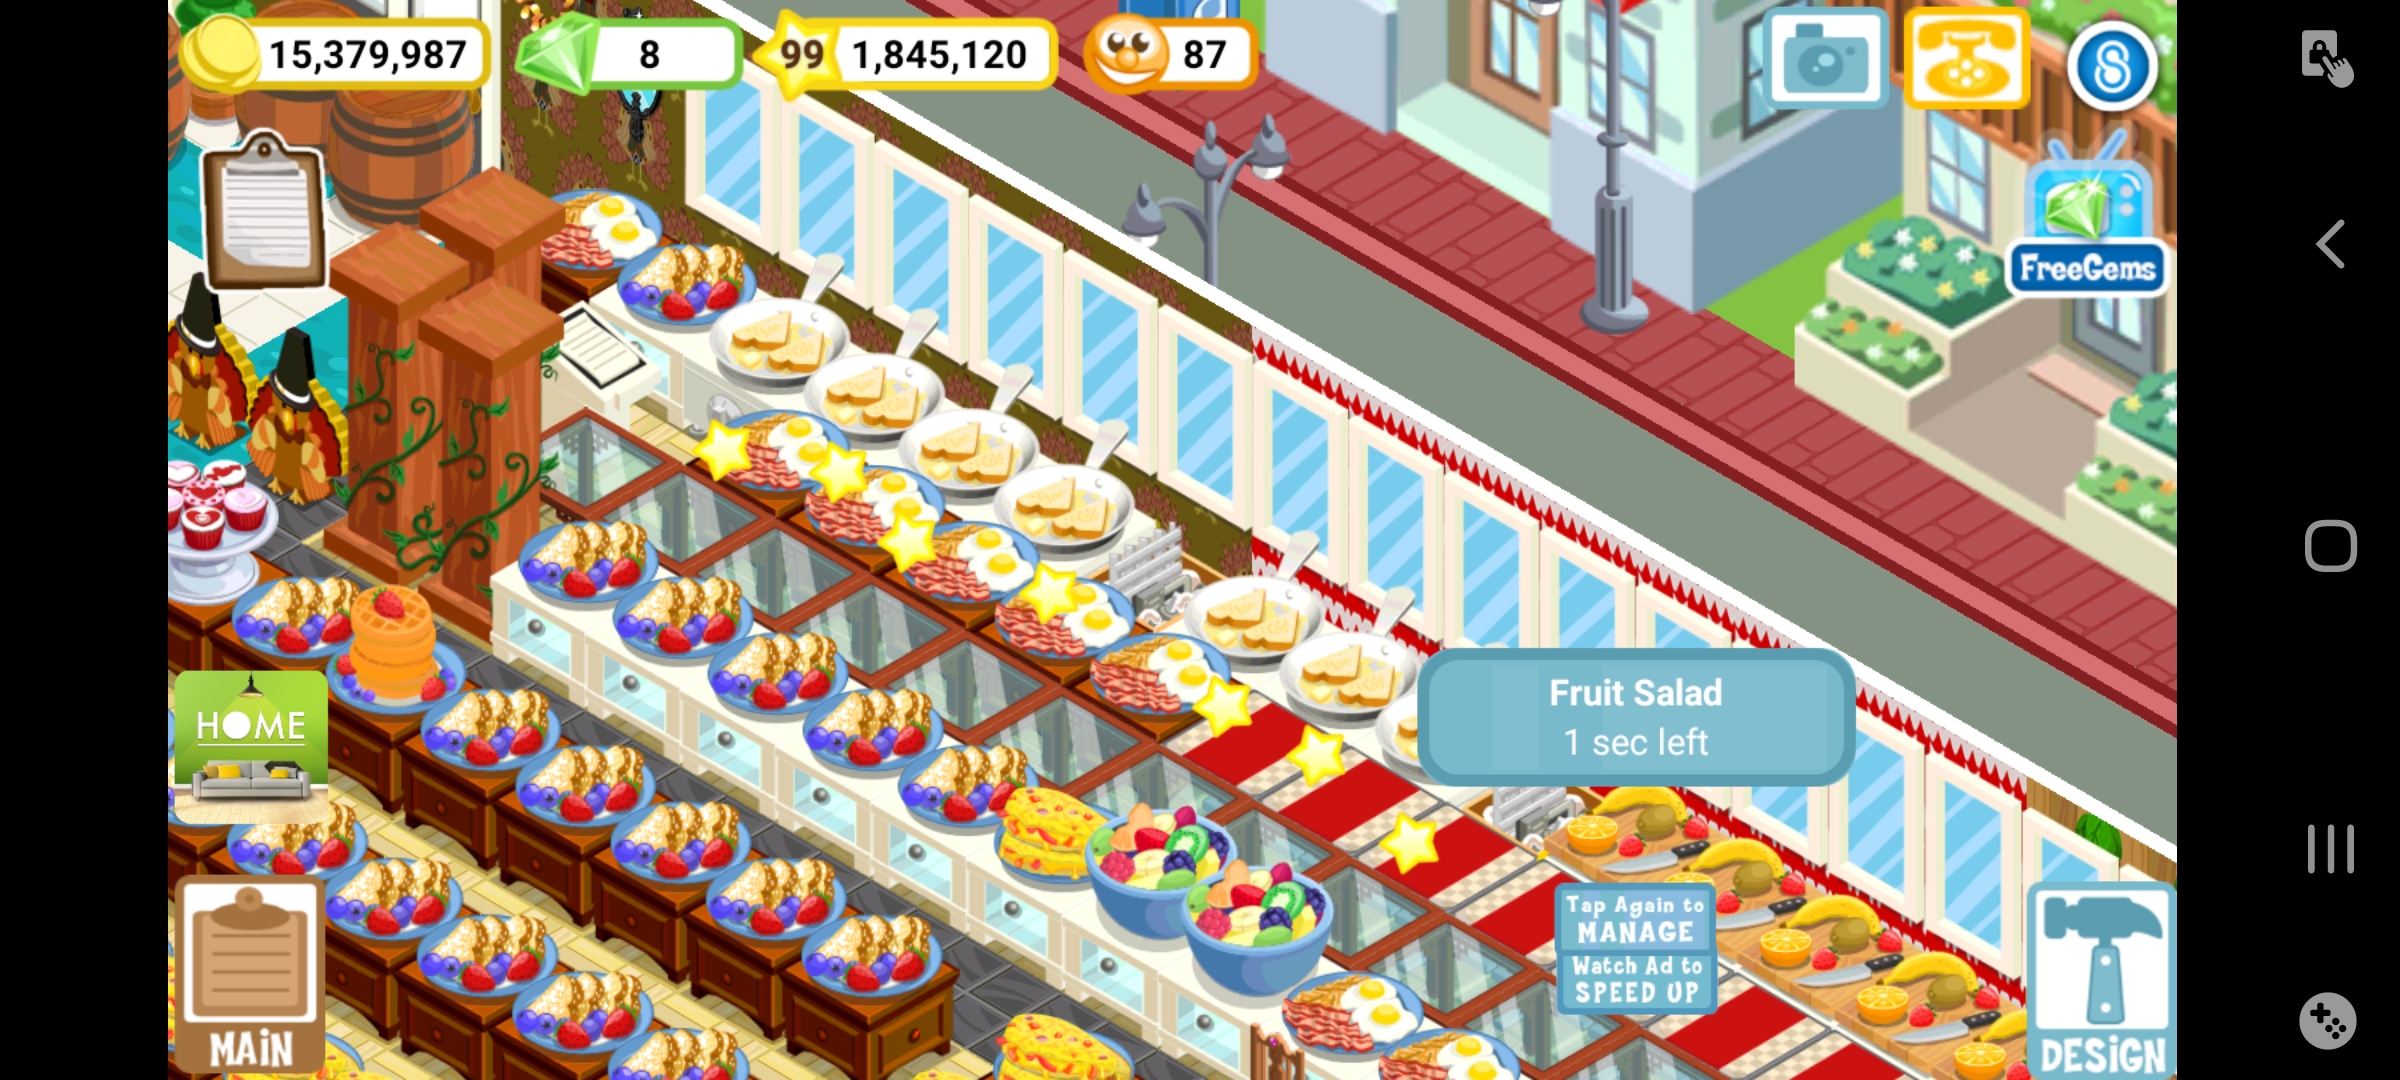 15,379,987
8
99
1,845,120
87
FreeGems
HOME
Fruit Salad
1 sec left
Tap Again to
MANAGE
Watch Ad to
SPEED UP
MAiN
DESiGN